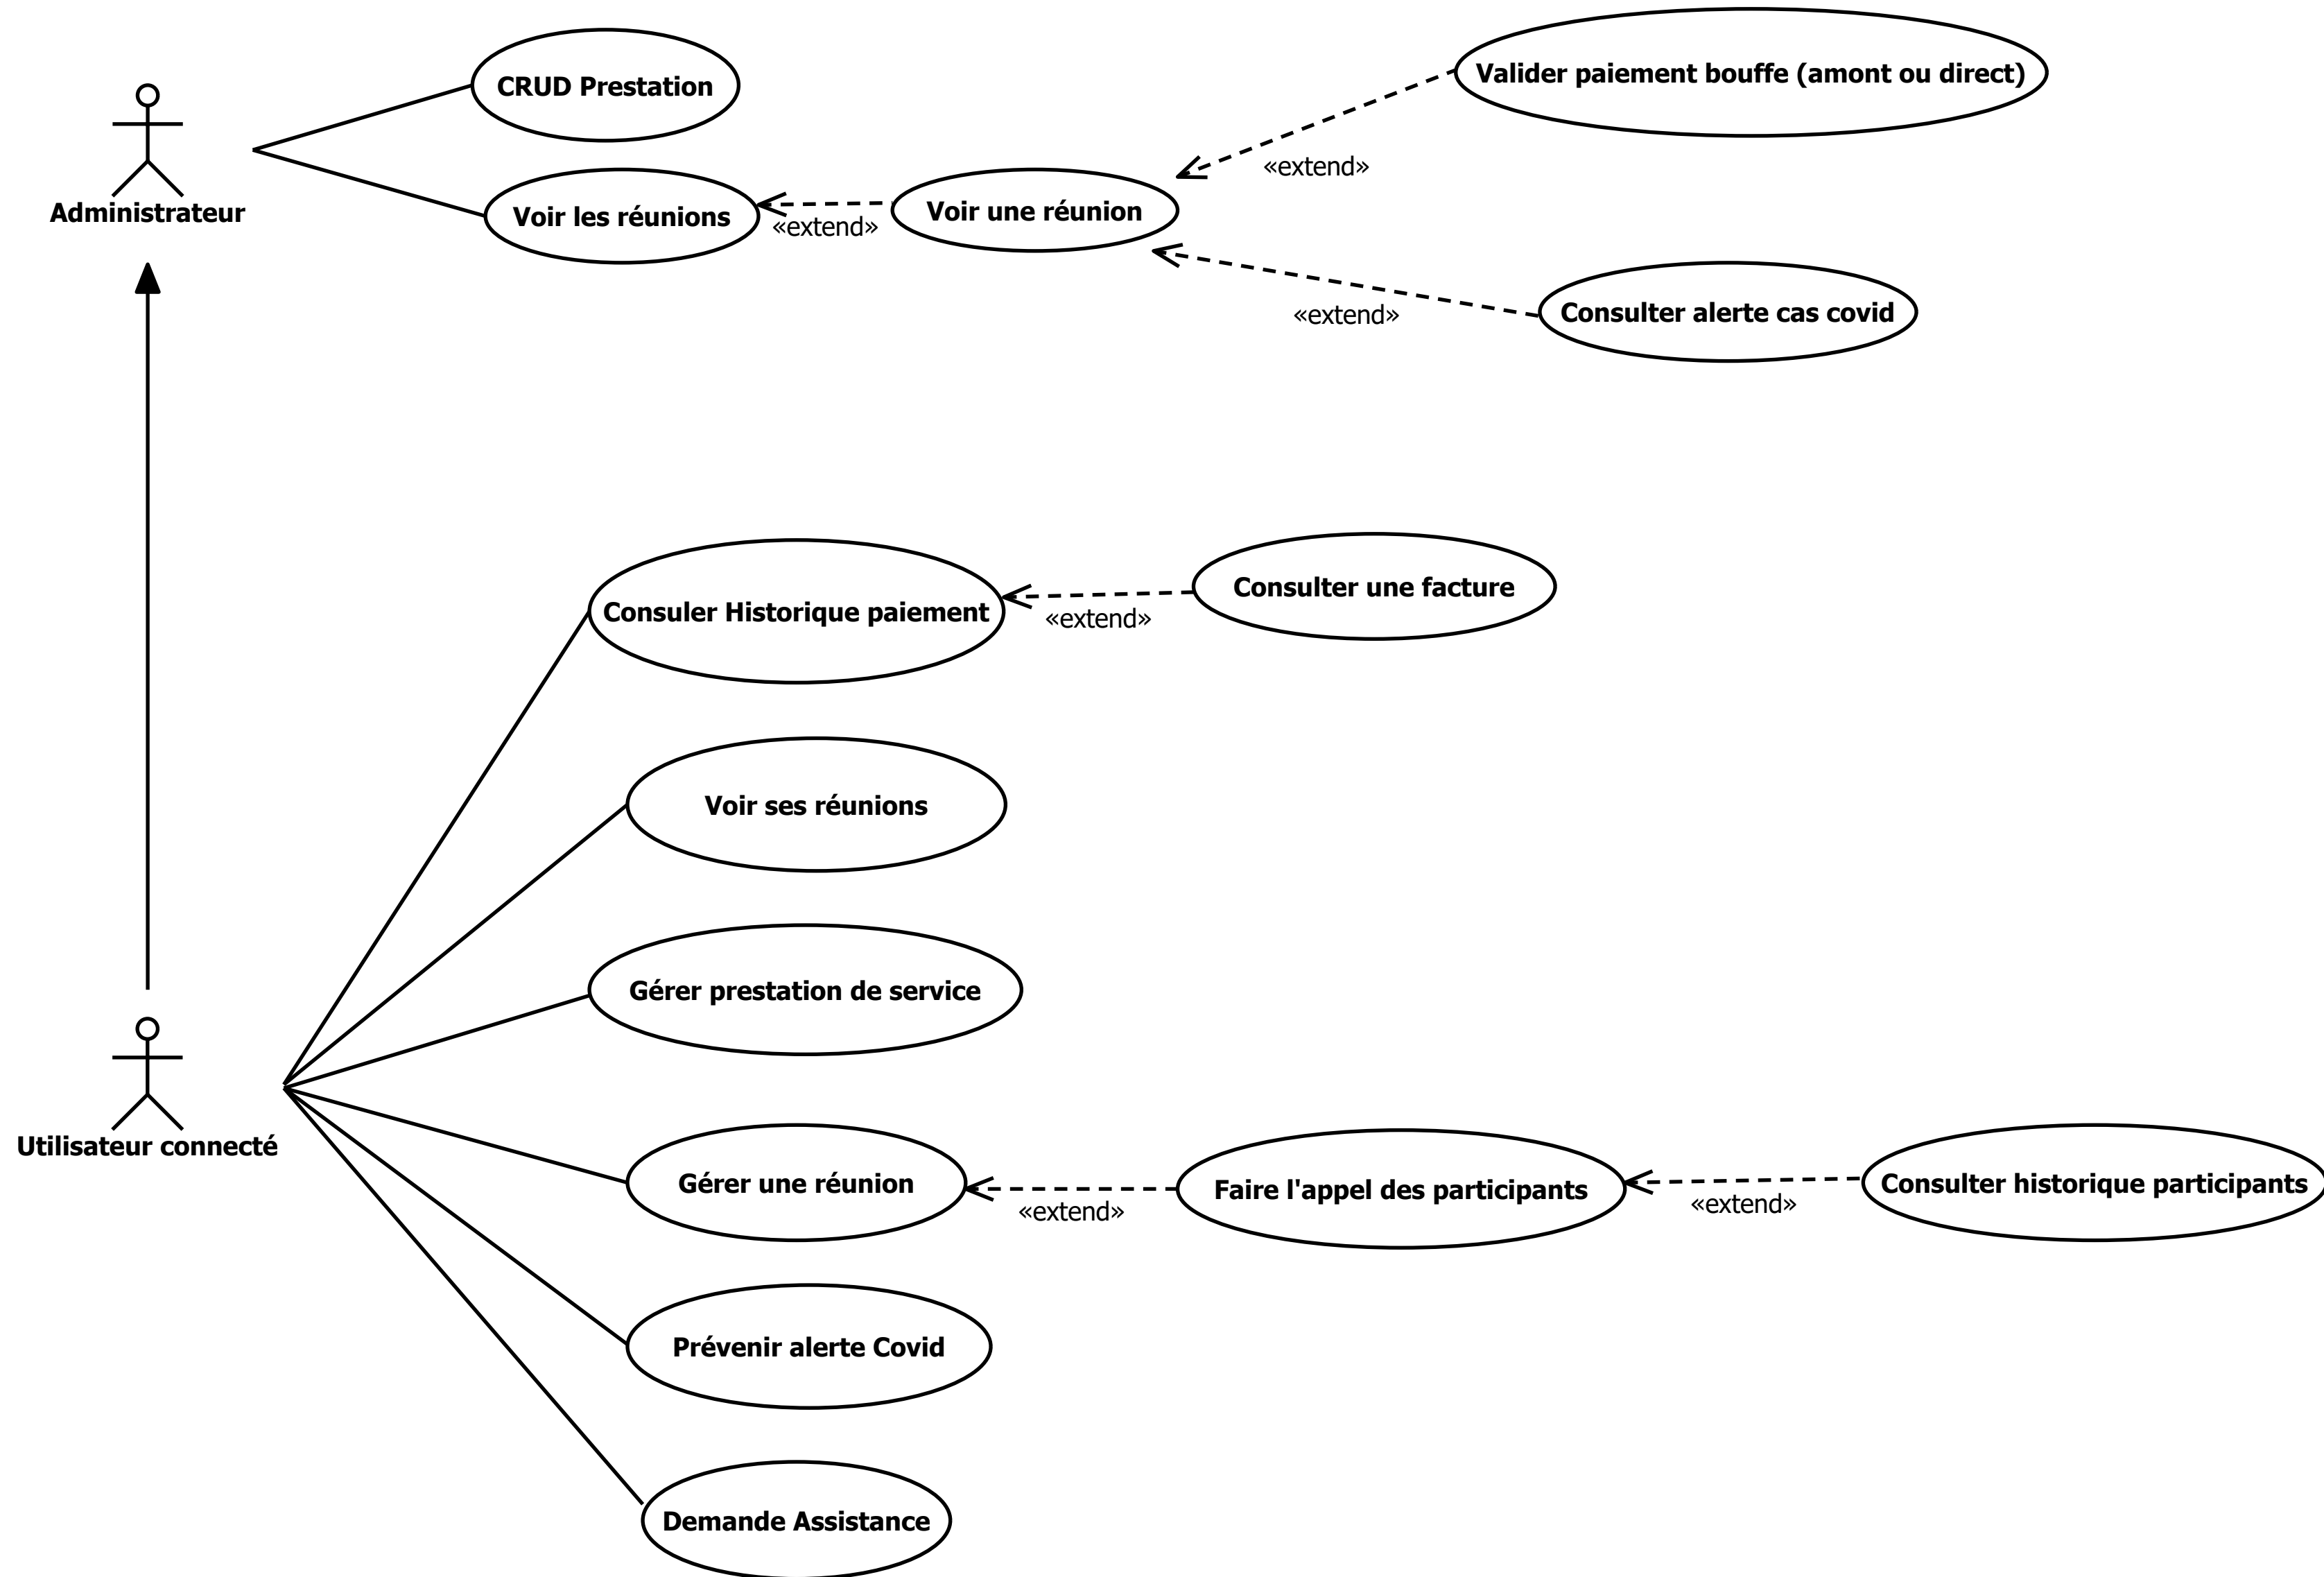 Valider paiement bouffe (amont ou direct)
CRUD Prestation
«extend»
Administrateur
Voir les réunions
«extend»
Voir une réunion
«extend»
Consulter alerte cas covid
Consuler Historique paiement
«extend»
Consulter une facture
Voir ses réunions
Gérer prestation de service
Utilisateur connecté
Gérer une réunion
«extend»
Faire l'appel des participants
«extend»
Consulter historique participants
Prévenir alerte Covid
Demande Assistance